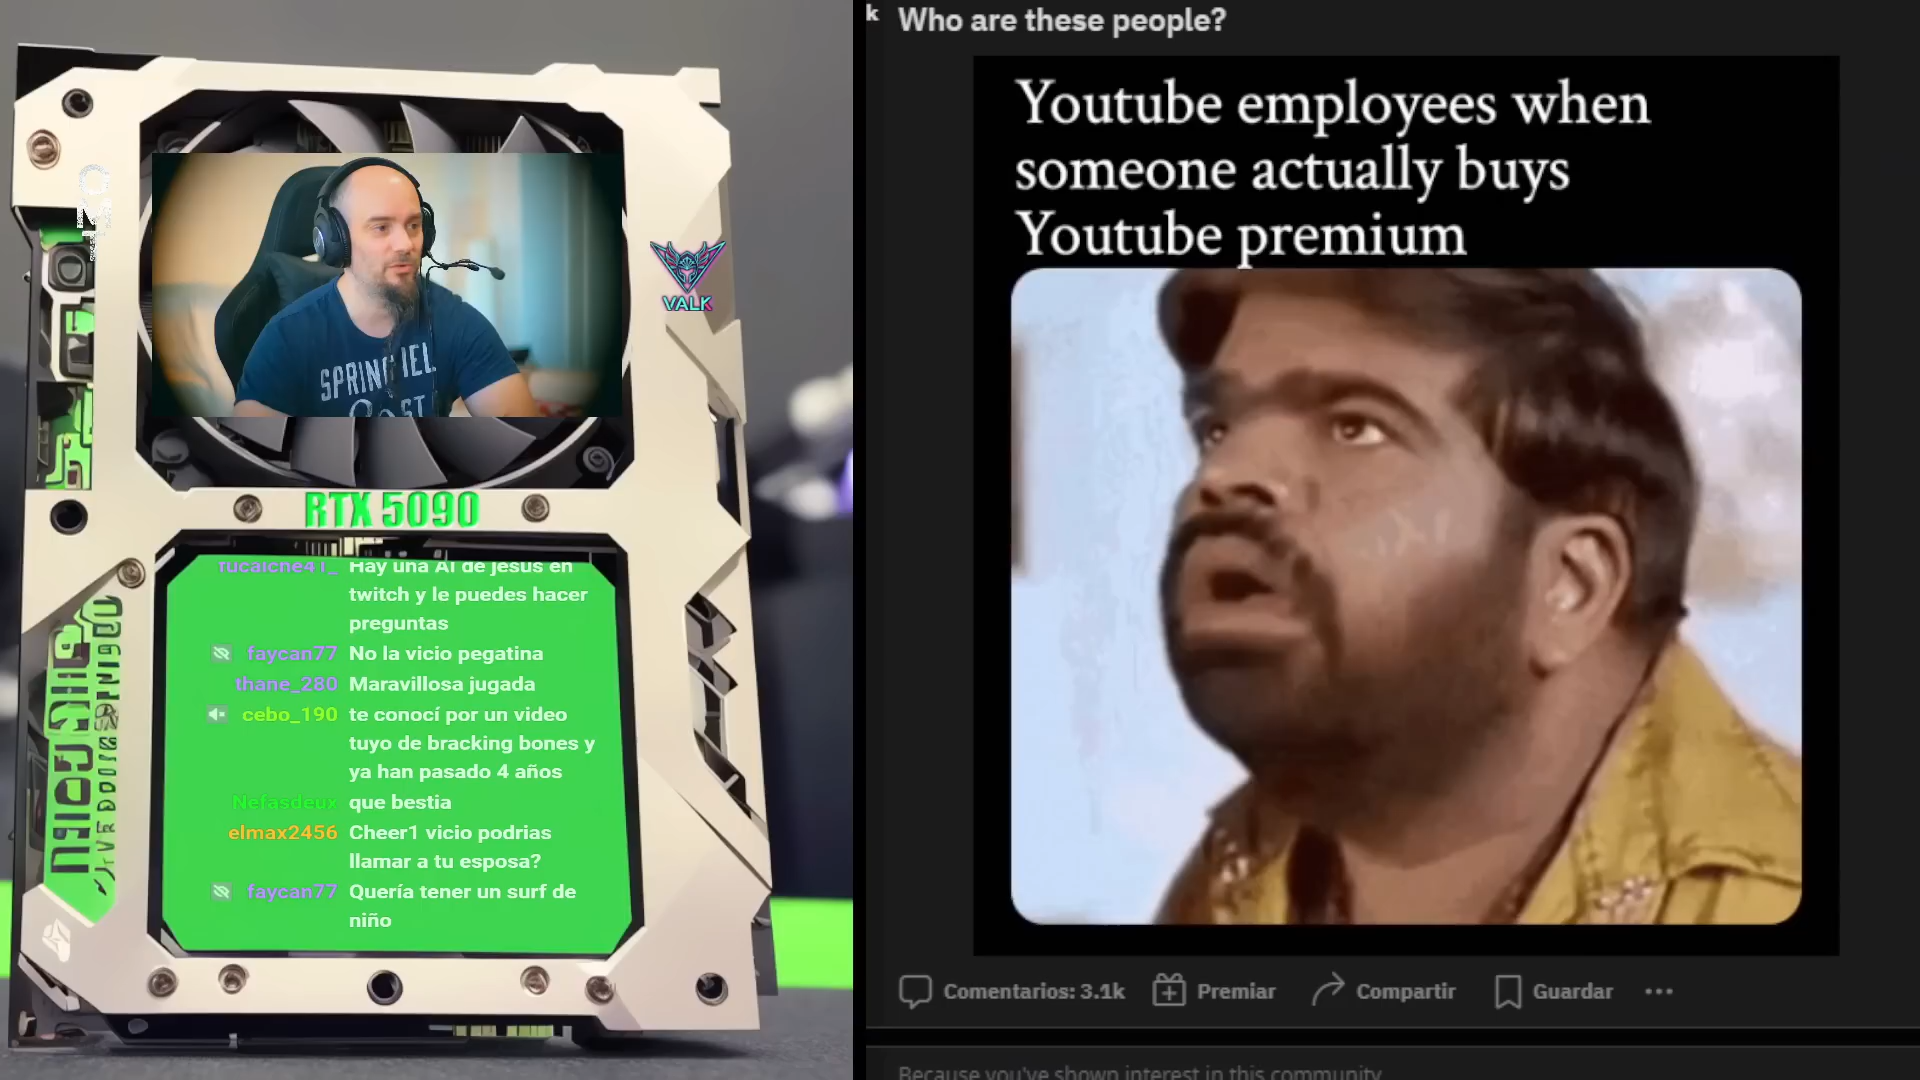 VALK
SPRINGFIEL
RTX 5090
fucaicne41_ Hay una AI de jesus en
twitch y le puedes hacer
preguntas
faycan77 No la vicio pegatina
thane_280 Maravillosa jugada
cebo_190 te conocí por un video
tuyo de bracking bones y
ya han pasado 4 años
Nefasdeux que bestia
elmax2456 Cheer1 vicio podrias
llamar a tu esposa?
faycan77 Quería tener un surf de
niño
k
Who are these people?
Youtube employees when
someone actually buys
Youtube premium
Comentarios: 3.1k Premiar Compartir Guardar
Because you've shown interest in this community